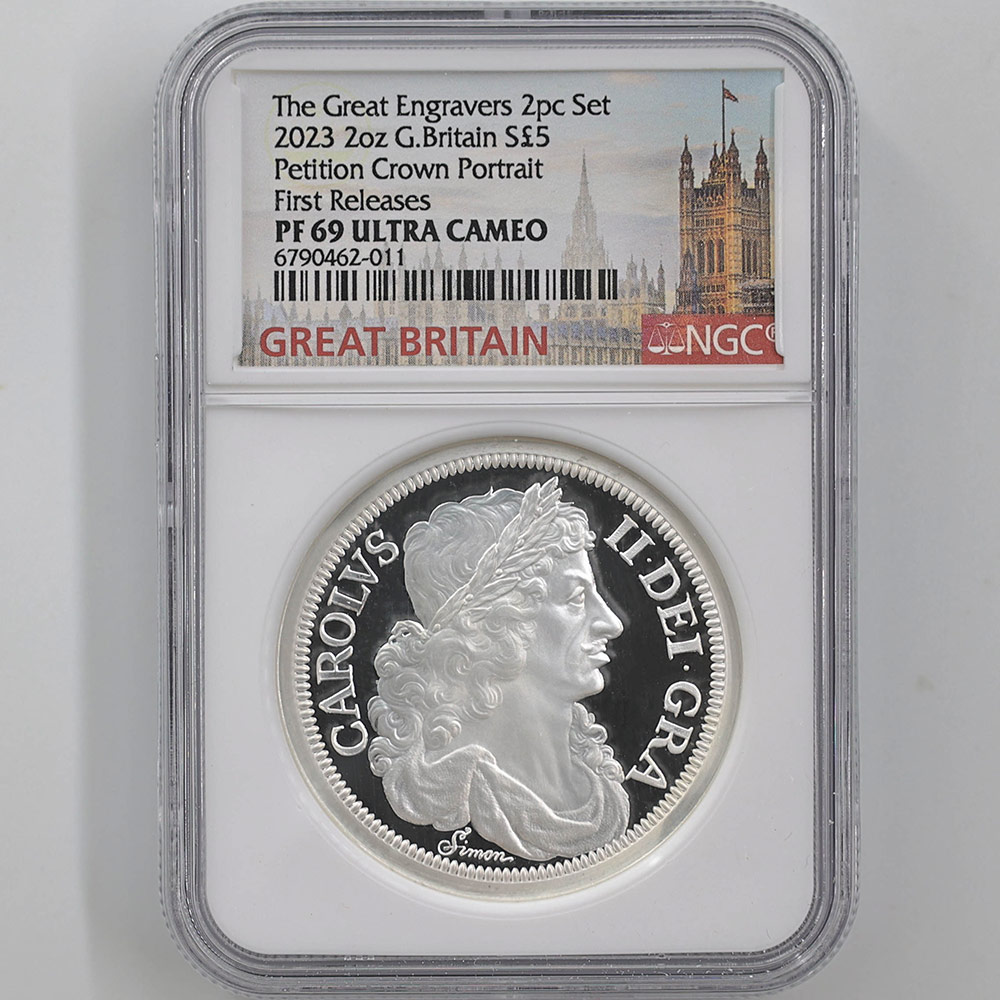 The Great Engravers 2pc Set
2023 2oz G.Britain S£5
Petition Crown Portrait
First Releases
PF 69 ULTRA CAMEO
6790462-011
GREAT BRITAIN
NGC®
CAROLVS II·DEI·GRA
Simon